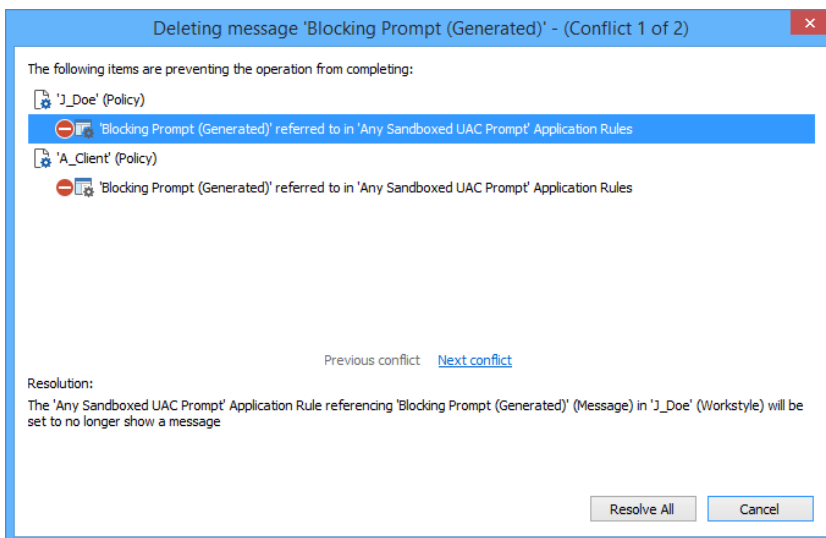 Deleting message 'Blocking Prompt (Generated)' - (Conflict 1 of 2)
The following items are preventing the operation from completing:
'J_Doe' (Policy)
'Blocking Prompt (Generated)' referred to in 'Any Sandboxed UAC Prompt' Application Rules
'A_Client' (Policy)
'Blocking Prompt (Generated)' referred to in 'Any Sandboxed UAC Prompt' Application Rules
Previous conflict Next conflict
Resolution:
The 'Any Sandboxed UAC Prompt' Application Rule referencing 'Blocking Prompt (Generated)' (Message) in 'J_Doe' (Workstyle) will be
set to no longer show a message
Resolve All Cancel